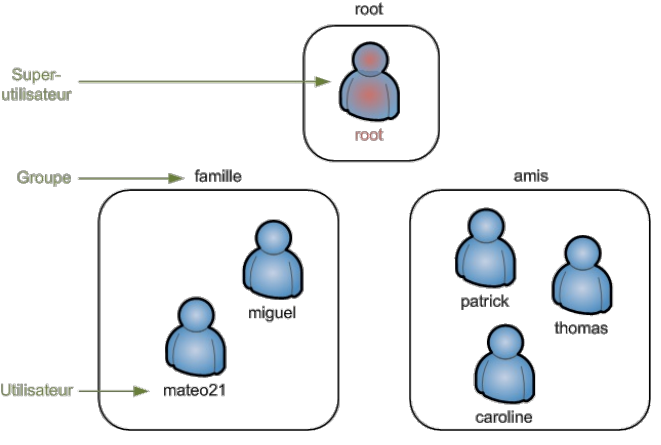 root
Super-
utilisateur
root
Groupe
famille
amis
miguel
patrick
thomas
Utilisateur
mateo21
caroline